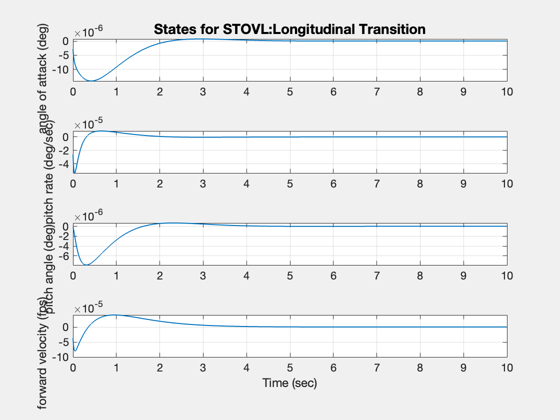 States for STOVL:Longitudinal Transition
×10⁻⁶
angle of attack (deg)
0
-5
-10
0 1 2 3 4 5 6 7 8 9 10
×10⁻⁵
pitch rate (deg/sec)
0
-2
-4
0 1 2 3 4 5 6 7 8 9 10
×10⁻⁶
pitch angle (deg)
0
-2
-4
-6
0 1 2 3 4 5 6 7 8 9 10
×10⁻⁵
forward velocity (fps)
0
-5
-10
0 1 2 3 4 5 6 7 8 9 10
Time (sec)